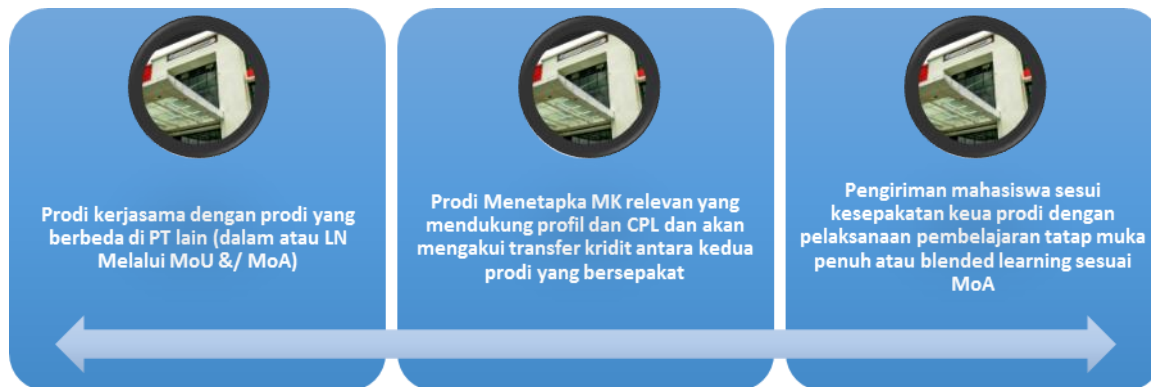 Prodi kerjasama dengan prodi yang
berbeda di PT lain (dalam atau LN
Melalui MoU &/ MoA)
Prodi Menetapka MK relevan yang
mendukung profil dan CPL dan akan
mengakui transfer kridit antara kedua
prodi yang bersepakat
Pengiriman mahasiswa sesui
kesepakatan keua prodi dengan
pelaksanaan pembelajaran tatap muka
penuh atau blended learning sesuai
MoA